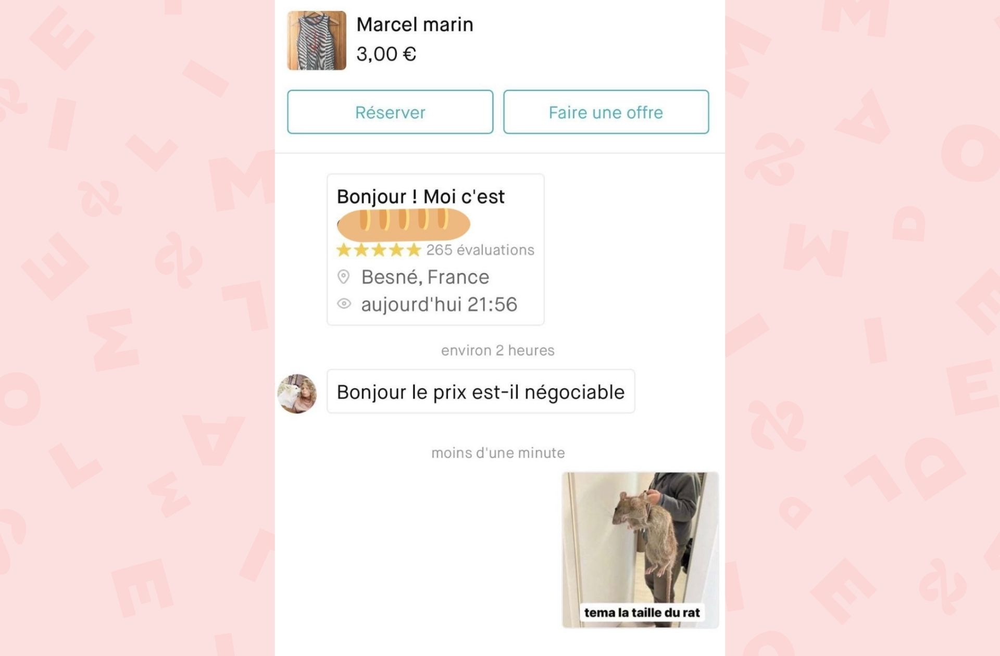 Marcel marin
3,00 €
Réserver
Faire une offre
Bonjour ! Moi c'est
265 évaluations
Besné, France
aujourd'hui 21:56
environ 2 heures
Bonjour le prix est-il négociable
moins d'une minute
tema la taille du rat